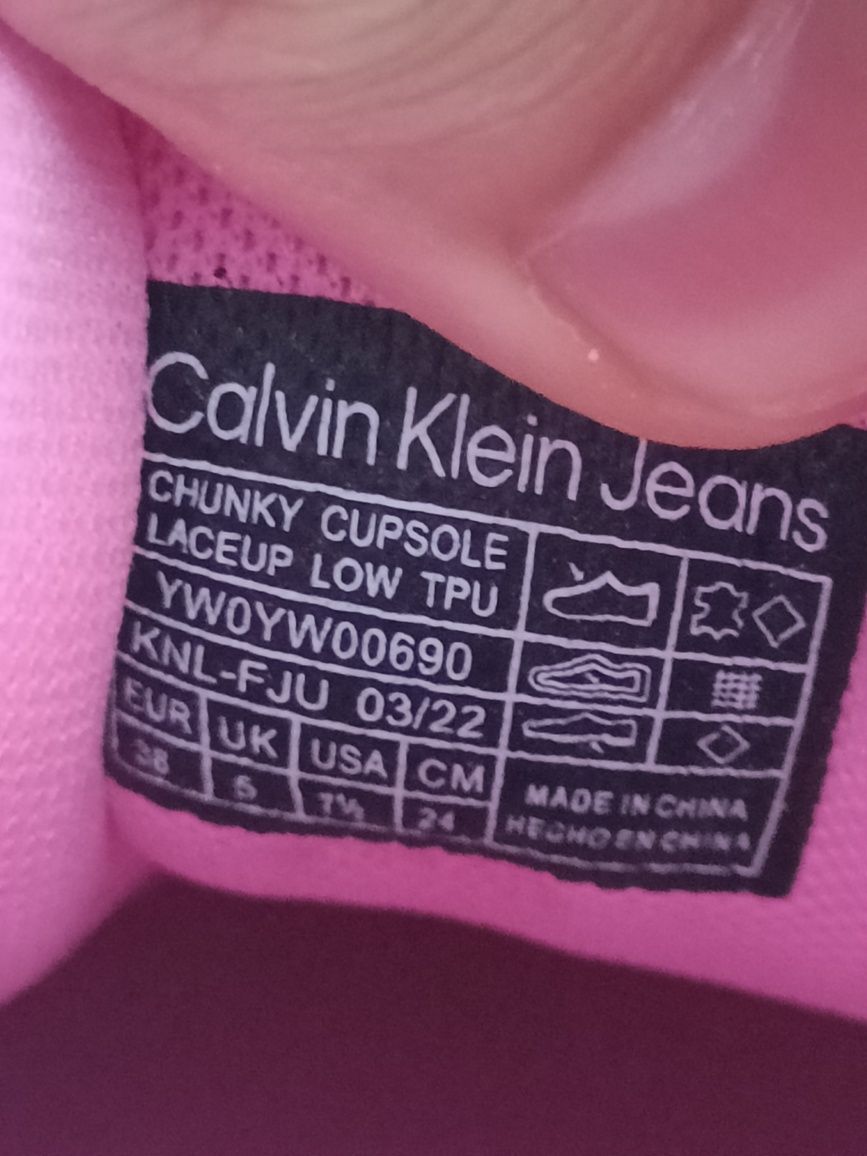 Calvin Klein Jeans
CHUNKY CUPSOLE
LACEUP LOW TPU
YW0YW00690
KNL-FJU 03/22
EUR UK USA CM
38 5 7½ 24
MADE IN CHINA
HECHO EN CHINA